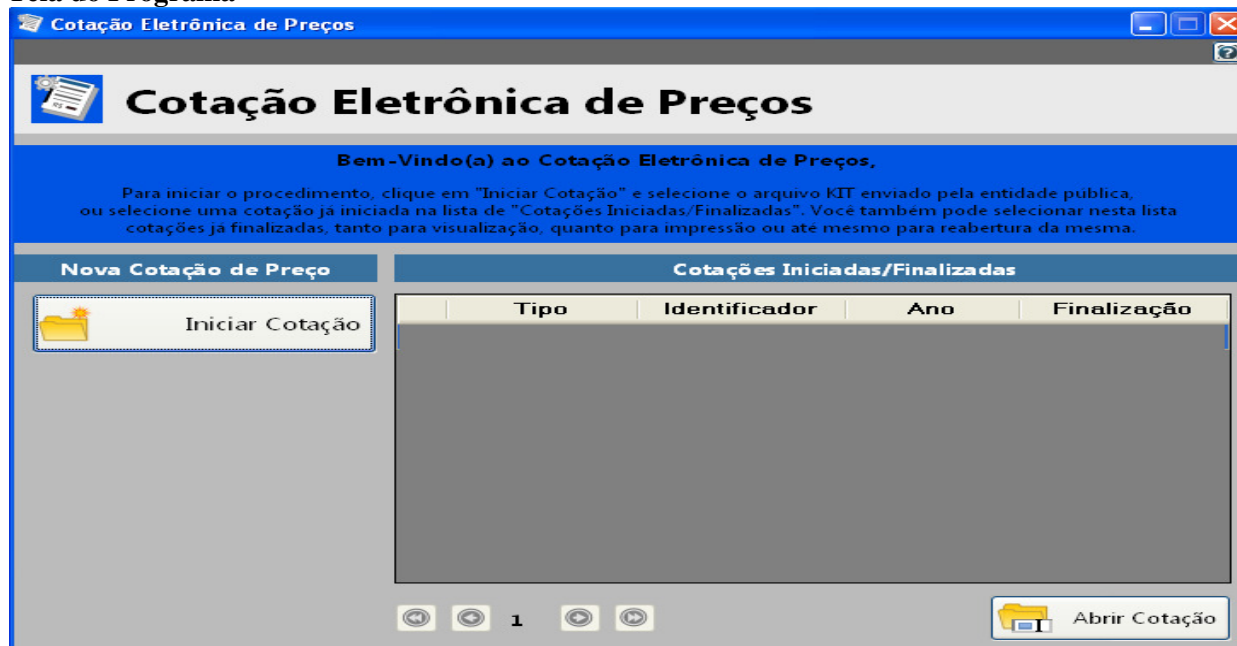 Tela do Programa
Cotação Eletrônica de Preços
Cotação Eletrônica de Preços
Bem-Vindo(a) ao Cotação Eletrônica de Preços,
Para iniciar o procedimento, clique em "Iniciar Cotação" e selecione o arquivo KIT enviado pela entidade pública,
ou selecione uma cotação já iniciada na lista de "Cotações Iniciadas/Finalizadas". Você também pode selecionar nesta lista
cotações já finalizadas, tanto para visualização, quanto para impressão ou até mesmo para reabertura da mesma.
Nova Cotação de Preço
Cotações Iniciadas/Finalizadas
Iniciar Cotação
Tipo Identificador Ano Finalização
1
Abrir Cotação